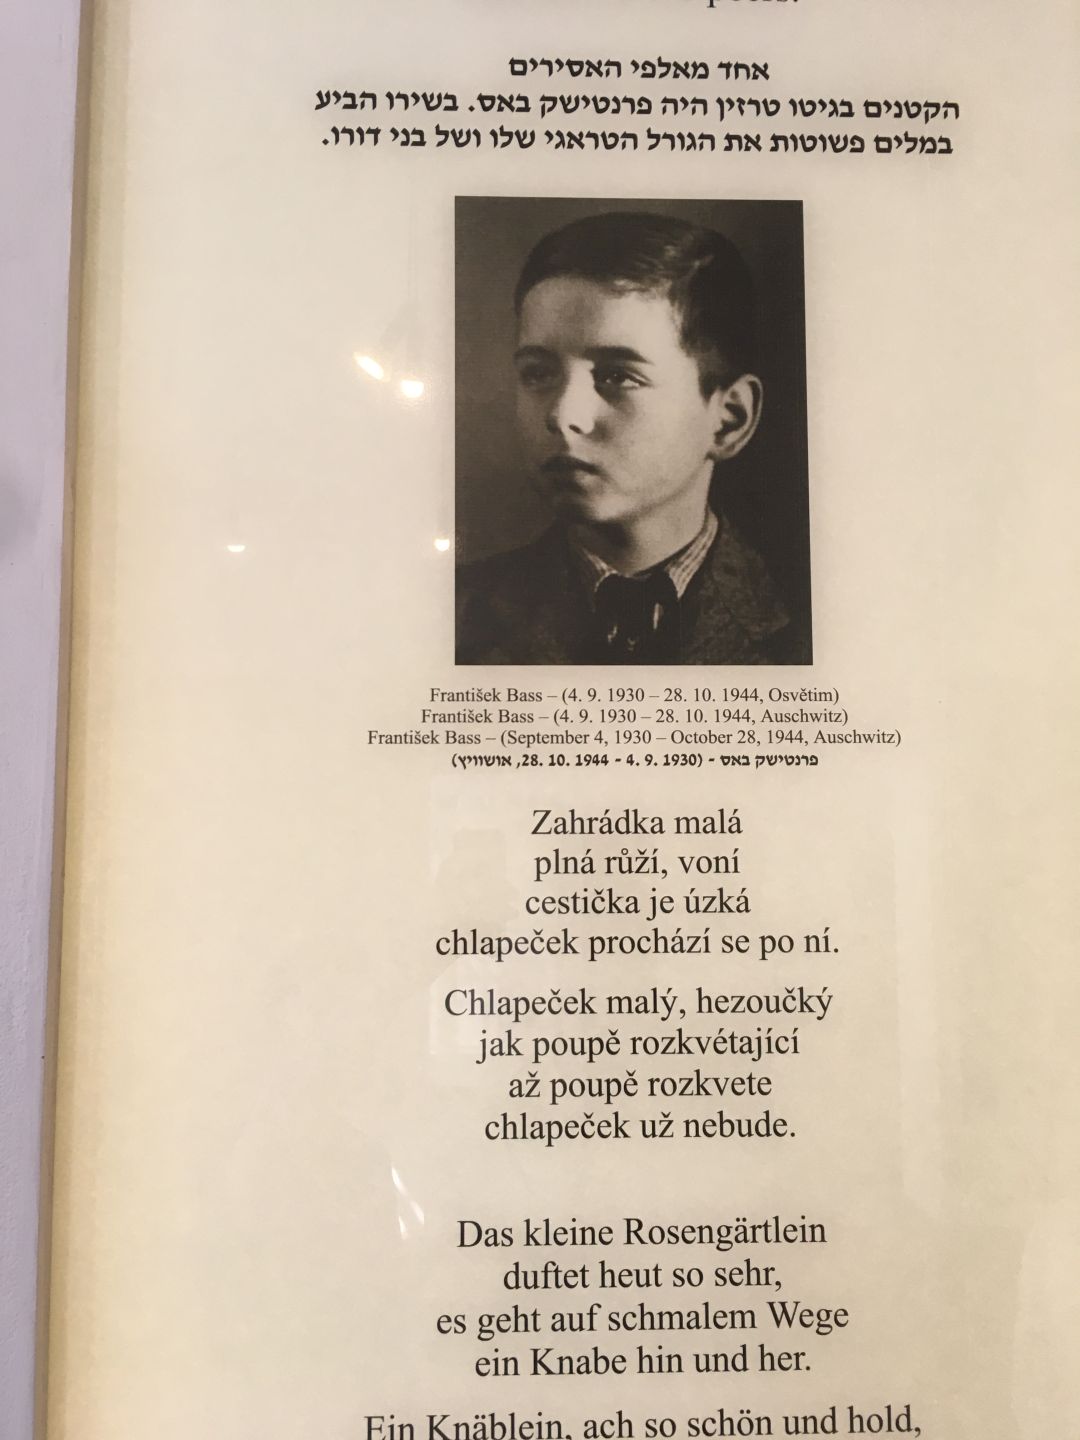 אחד מאלפי האסירים
הקטנים בגיטו טרזין היה פרנטישק באס. בשירו הביע
במלים פשוטות את הגורל הטראגי שלו ושל בני דורו.
František Bass – (4. 9. 1930 – 28. 10. 1944, Osvětim)
František Bass – (4. 9. 1930 – 28. 10. 1944, Auschwitz)
František Bass – (September 4, 1930 – October 28, 1944, Auschwitz)
פרנטישק באס - (4. 9. 1930 - 28. 10. 1944, אושוויץ)
Zahrádka malá
plná růží, voní
cestička je úzká
chlapeček prochází se po ní.
Chlapeček malý, hezoučký
jak poupě rozkvétající
až poupě rozkvete
chlapeček už nebude.
Das kleine Rosengärtlein
duftet heut so sehr,
es geht auf schmalem Wege
ein Knabe hin und her.
Ein Knäblein, ach so schön und hold,